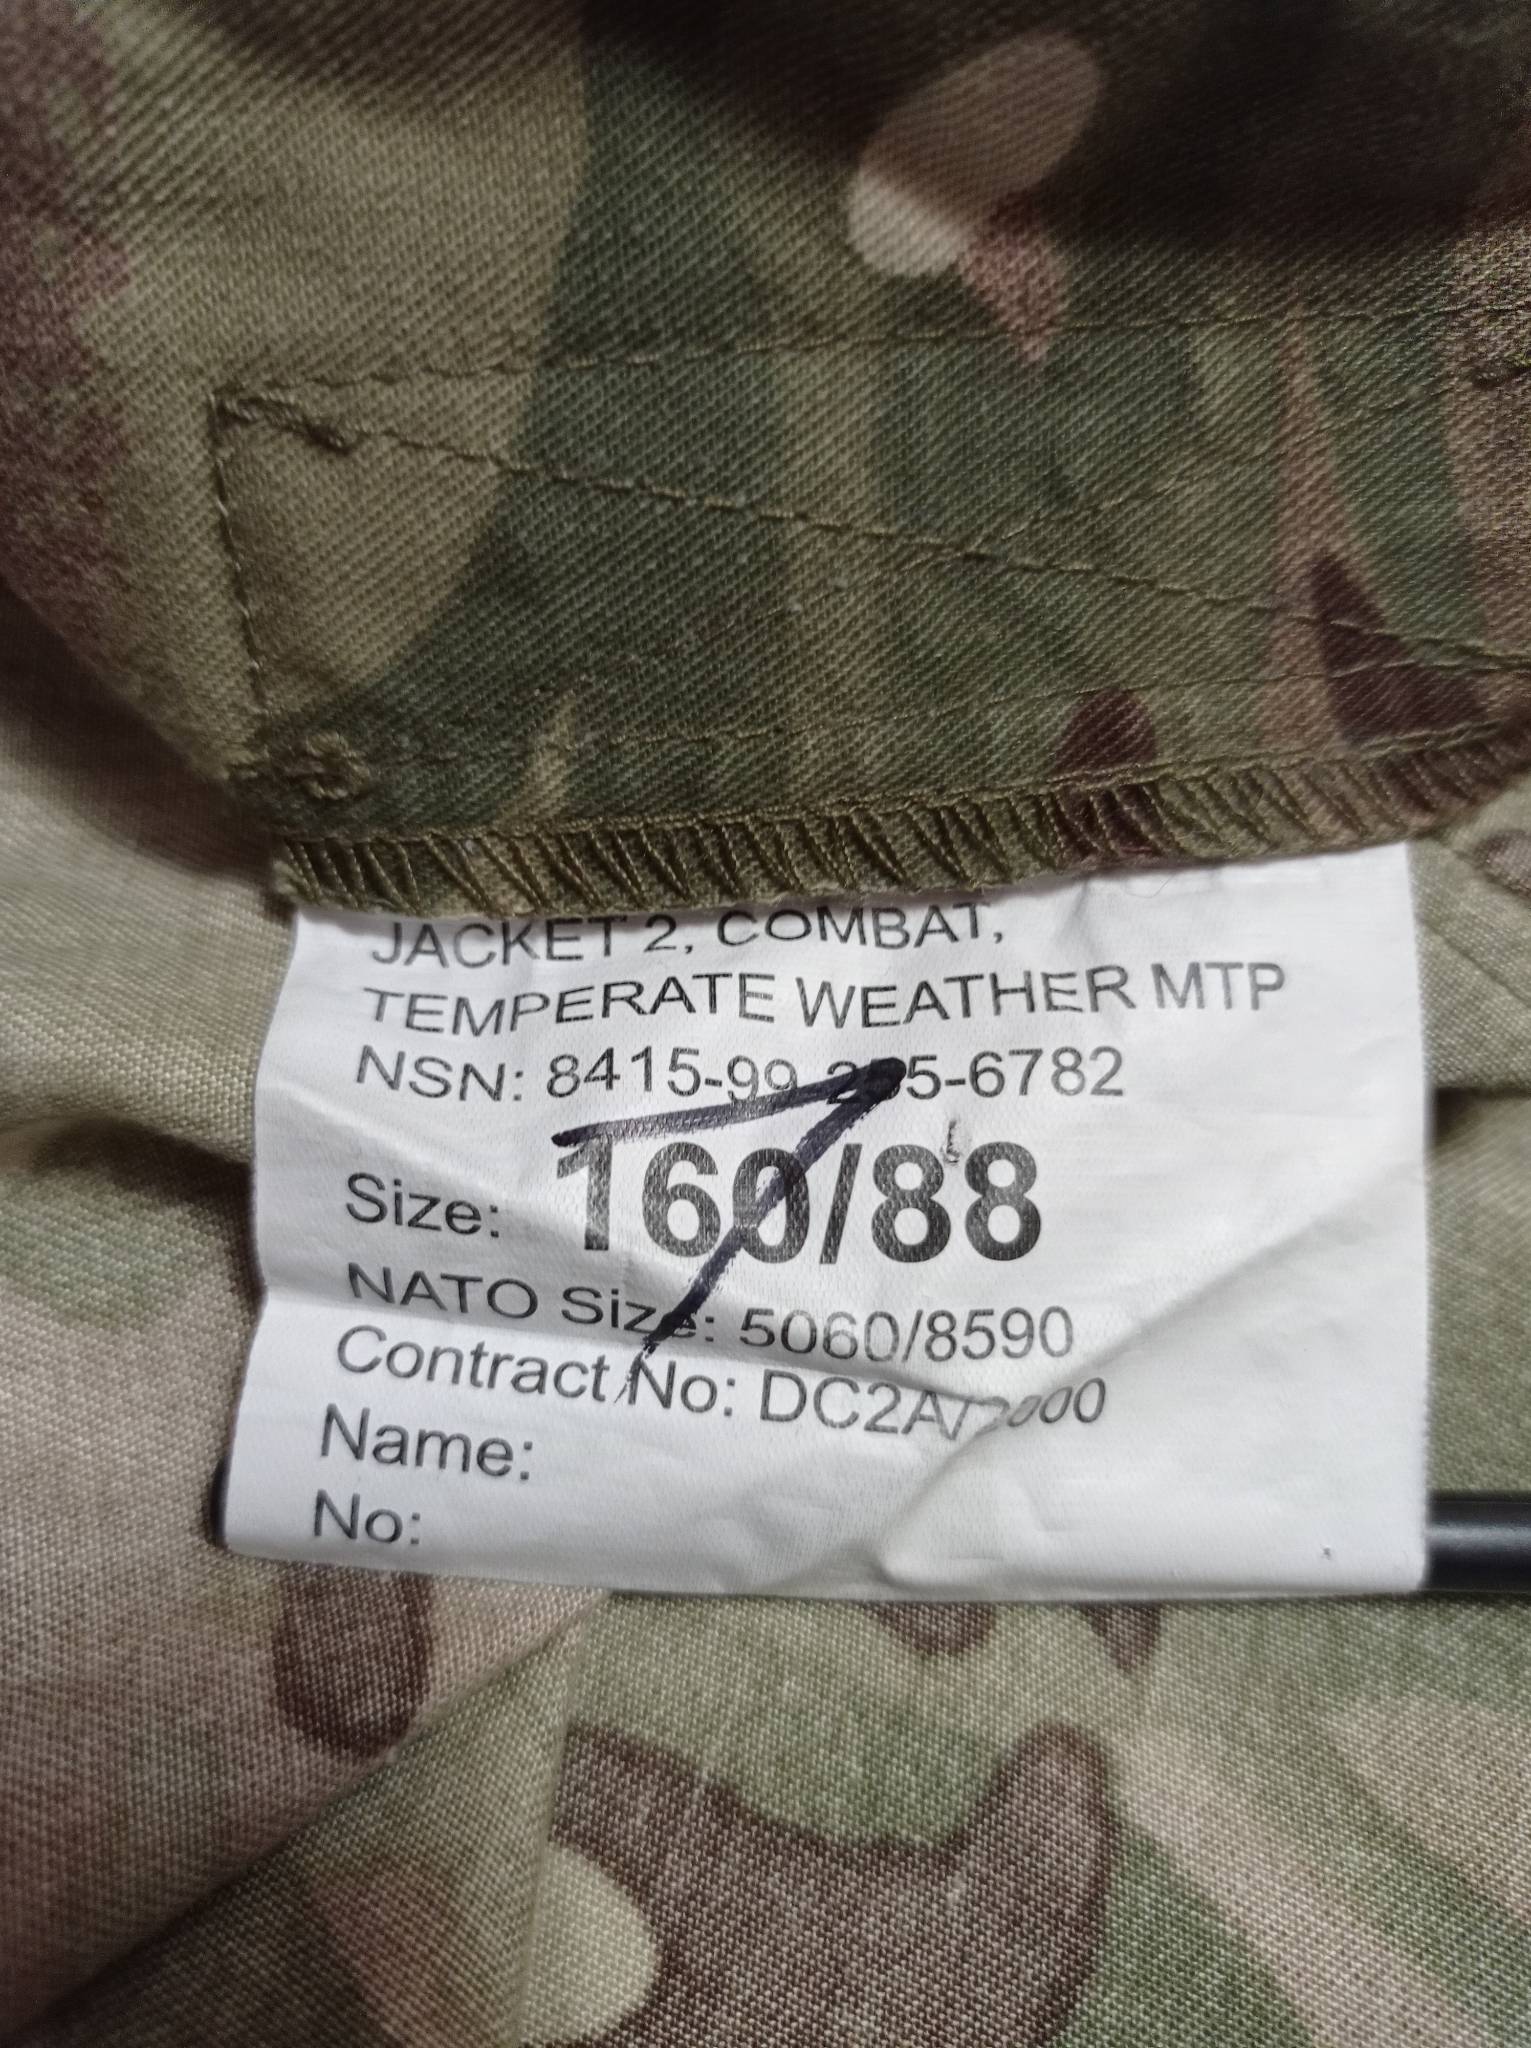 JACKET 2, COMBAT,
TEMPERATE WEATHER MTP
NSN: 8415-99
Size: 160/88
NATO Size: 5060/8590
Contract No:
Name:
No: